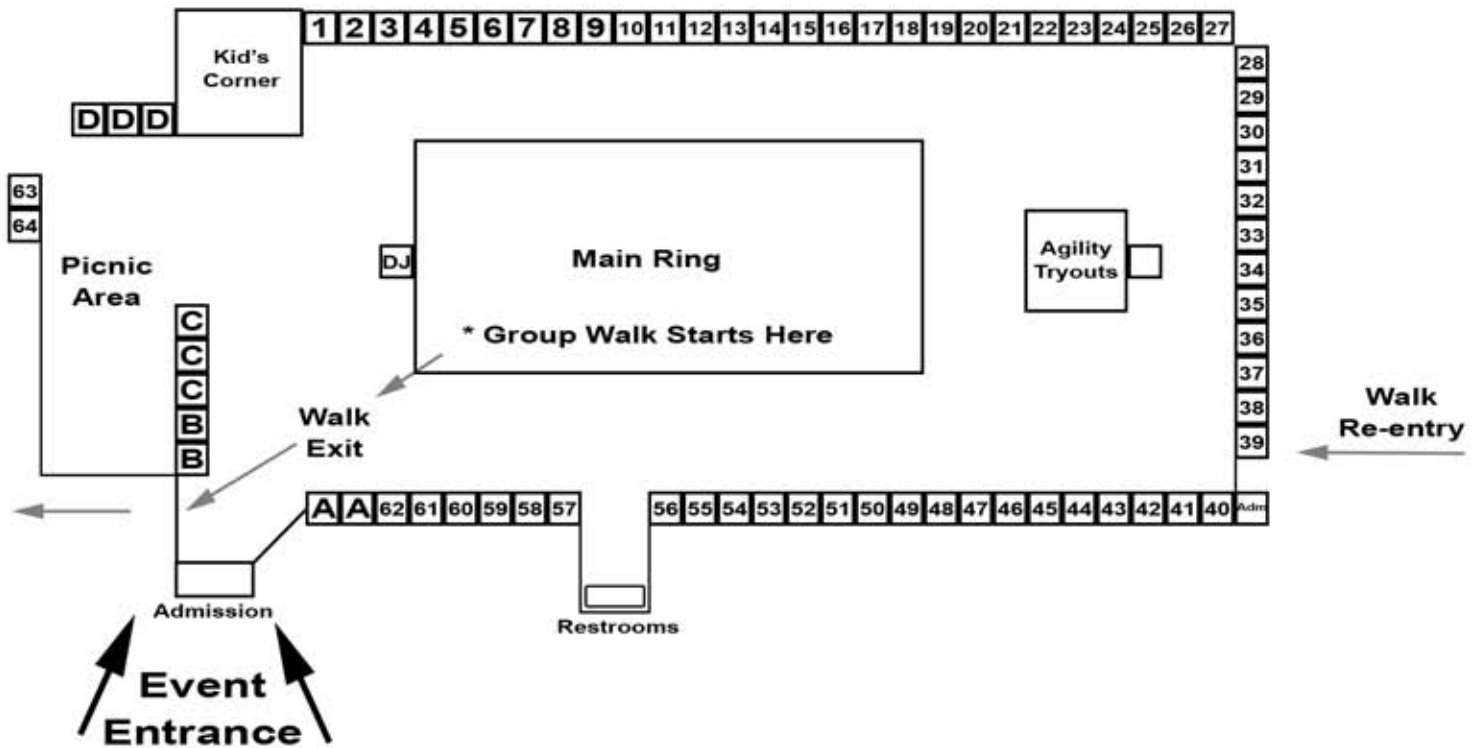 1 2 3 4 5 6 7 8 9 10 11 12 13 14 15 16 17 18 19 20 21 22 23 24 25 26 27
Kid's
Corner
28
29
D D D
30
31
63
32
64
33
Picnic
Area
DJ
Main Ring
Agility
Tryouts
34
35
C
C
C
B
B
* Group Walk Starts Here
36
37
38
39
Walk
Exit
Walk
Re-entry
A A 62 61 60 59 58 57
56 55 54 53 52 51 50 49 48 47 46 45 44 43 42 41 40 Adm
Admission
Restrooms
Event
Entrance